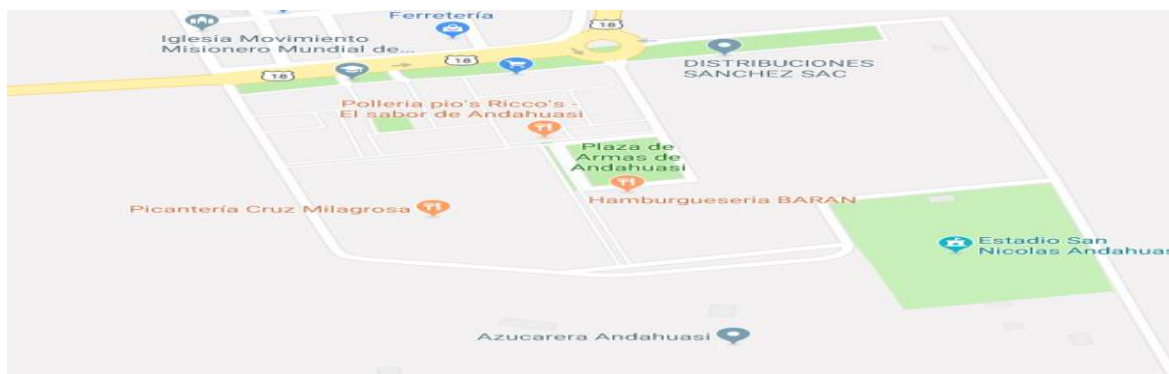 Ferretería
18
Iglesia Movimiento
Misionero Mundial de...
18
18
DISTRIBUCIONES
SANCHEZ SAC
Polleria pio's Ricco's -
El sabor de Andahuasi
Plaza de
Armas de
Andahuasi
Hamburgueseria BARAN
Picantería Cruz Milagrosa
Estadio San
Nicolas Andahuas
Azucarera Andahuasi